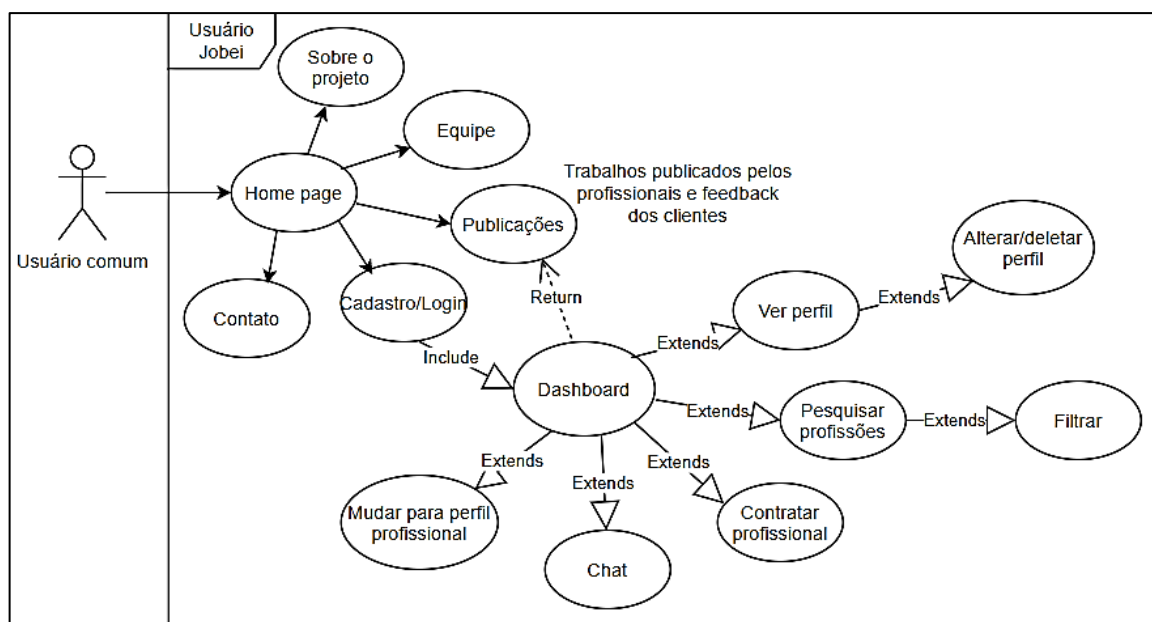 Usuário
Jobei
Sobre o
projeto
Equipe
Trabalhos publicados pelos
profissionais e feedback
dos clientes
Home page
Publicações
Usuário comum
Alterar/deletar
perfil
Contato
Cadastro/Login
Return
Extends
Ver perfil
Extends
Include
Dashboard
Extends
Pesquisar
profissões
Extends
Filtrar
Extends
Extends
Extends
Mudar para perfil
profissional
Contratar
profissional
Chat